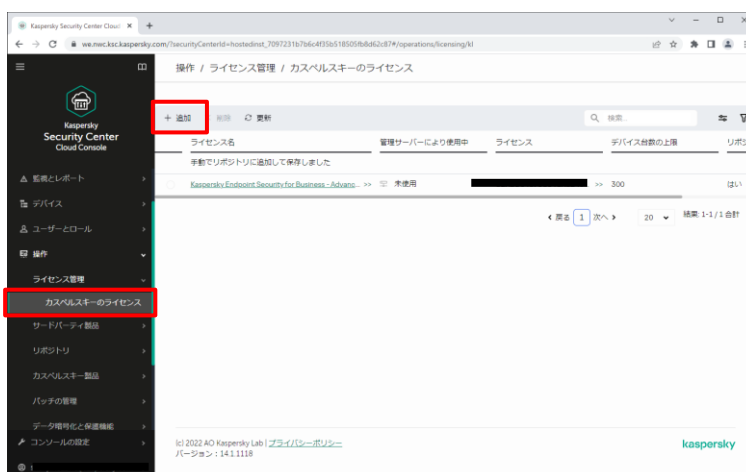 Kaspersky Security Center Cloud
we.nwc.ksc.kaspersky.com/?securityCenterId=hostedinst_7097231b7b6c4f35b518505fb8d62c87#/operations/licensing/kl
操作 / ライセンス管理 / カスペルスキーのライセンス
Kaspersky
Security Center
Cloud Console
監視とレポート
デバイス
ユーザーとロール
操作
ライセンス管理
カスペルスキーのライセンス
サードパーティ製品
リポジトリ
カスペルスキー製品
パッチの管理
データ暗号化と保護機能
コンソールの設定
+ 追加 削除 更新 検索...
ライセンス名 管理サーバーにより使用中 ライセンス デバイス台数の上限
手動でリポジトリに追加して保存しました
Kaspersky Endpoint Security for Business - Advanc... >> 未使用 >> 300 はい
戻る 1 次へ 20 結果: 1-1 / 1 合計
(c) 2022 AO Kaspersky Lab | プライバシーポリシー
バージョン : 14.1.1118
kaspersky